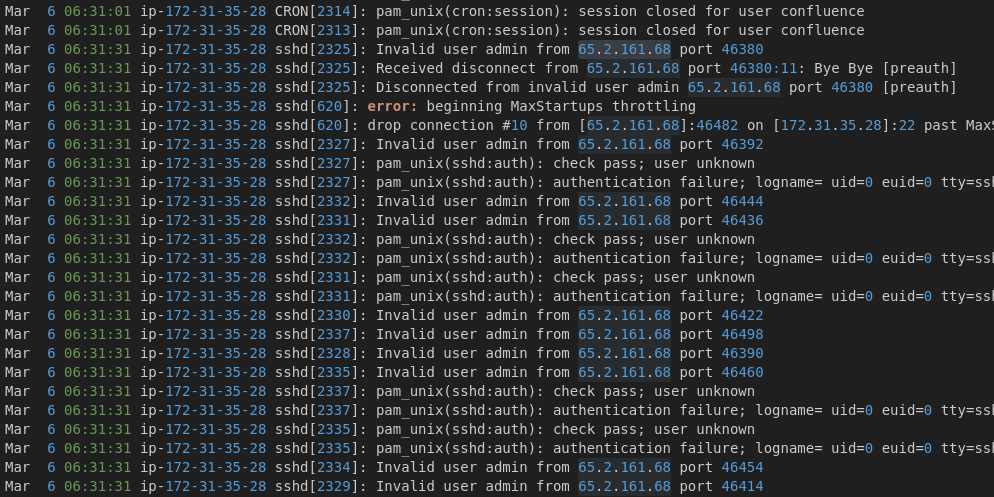 Mar  6 06:31:01 ip-172-31-35-28 CRON[2314]: pam_unix(cron:session): session closed for user confluence
Mar  6 06:31:01 ip-172-31-35-28 CRON[2313]: pam_unix(cron:session): session closed for user confluence
Mar  6 06:31:31 ip-172-31-35-28 sshd[2325]: Invalid user admin from 65.2.161.68 port 46380
Mar  6 06:31:31 ip-172-31-35-28 sshd[2325]: Received disconnect from 65.2.161.68 port 46380:11: Bye Bye [preauth]
Mar  6 06:31:31 ip-172-31-35-28 sshd[2325]: Disconnected from invalid user admin 65.2.161.68 port 46380 [preauth]
Mar  6 06:31:31 ip-172-31-35-28 sshd[620]: error: beginning MaxStartups throttling
Mar  6 06:31:31 ip-172-31-35-28 sshd[620]: drop connection #10 from [65.2.161.68]:46482 on [172.31.35.28]:22 past MaxS
Mar  6 06:31:31 ip-172-31-35-28 sshd[2327]: Invalid user admin from 65.2.161.68 port 46392
Mar  6 06:31:31 ip-172-31-35-28 sshd[2327]: pam_unix(sshd:auth): check pass; user unknown
Mar  6 06:31:31 ip-172-31-35-28 sshd[2327]: pam_unix(sshd:auth): authentication failure; logname= uid=0 euid=0 tty=ssh
Mar  6 06:31:31 ip-172-31-35-28 sshd[2332]: Invalid user admin from 65.2.161.68 port 46444
Mar  6 06:31:31 ip-172-31-35-28 sshd[2331]: Invalid user admin from 65.2.161.68 port 46436
Mar  6 06:31:31 ip-172-31-35-28 sshd[2332]: pam_unix(sshd:auth): check pass; user unknown
Mar  6 06:31:31 ip-172-31-35-28 sshd[2332]: pam_unix(sshd:auth): authentication failure; logname= uid=0 euid=0 tty=ssh
Mar  6 06:31:31 ip-172-31-35-28 sshd[2331]: pam_unix(sshd:auth): check pass; user unknown
Mar  6 06:31:31 ip-172-31-35-28 sshd[2331]: pam_unix(sshd:auth): authentication failure; logname= uid=0 euid=0 tty=ssh
Mar  6 06:31:31 ip-172-31-35-28 sshd[2330]: Invalid user admin from 65.2.161.68 port 46422
Mar  6 06:31:31 ip-172-31-35-28 sshd[2337]: Invalid user admin from 65.2.161.68 port 46498
Mar  6 06:31:31 ip-172-31-35-28 sshd[2328]: Invalid user admin from 65.2.161.68 port 46390
Mar  6 06:31:31 ip-172-31-35-28 sshd[2335]: Invalid user admin from 65.2.161.68 port 46460
Mar  6 06:31:31 ip-172-31-35-28 sshd[2337]: pam_unix(sshd:auth): check pass; user unknown
Mar  6 06:31:31 ip-172-31-35-28 sshd[2337]: pam_unix(sshd:auth): authentication failure; logname= uid=0 euid=0 tty=ssh
Mar  6 06:31:31 ip-172-31-35-28 sshd[2335]: pam_unix(sshd:auth): check pass; user unknown
Mar  6 06:31:31 ip-172-31-35-28 sshd[2335]: pam_unix(sshd:auth): authentication failure; logname= uid=0 euid=0 tty=ssh
Mar  6 06:31:31 ip-172-31-35-28 sshd[2334]: Invalid user admin from 65.2.161.68 port 46454
Mar  6 06:31:31 ip-172-31-35-28 sshd[2329]: Invalid user admin from 65.2.161.68 port 46414